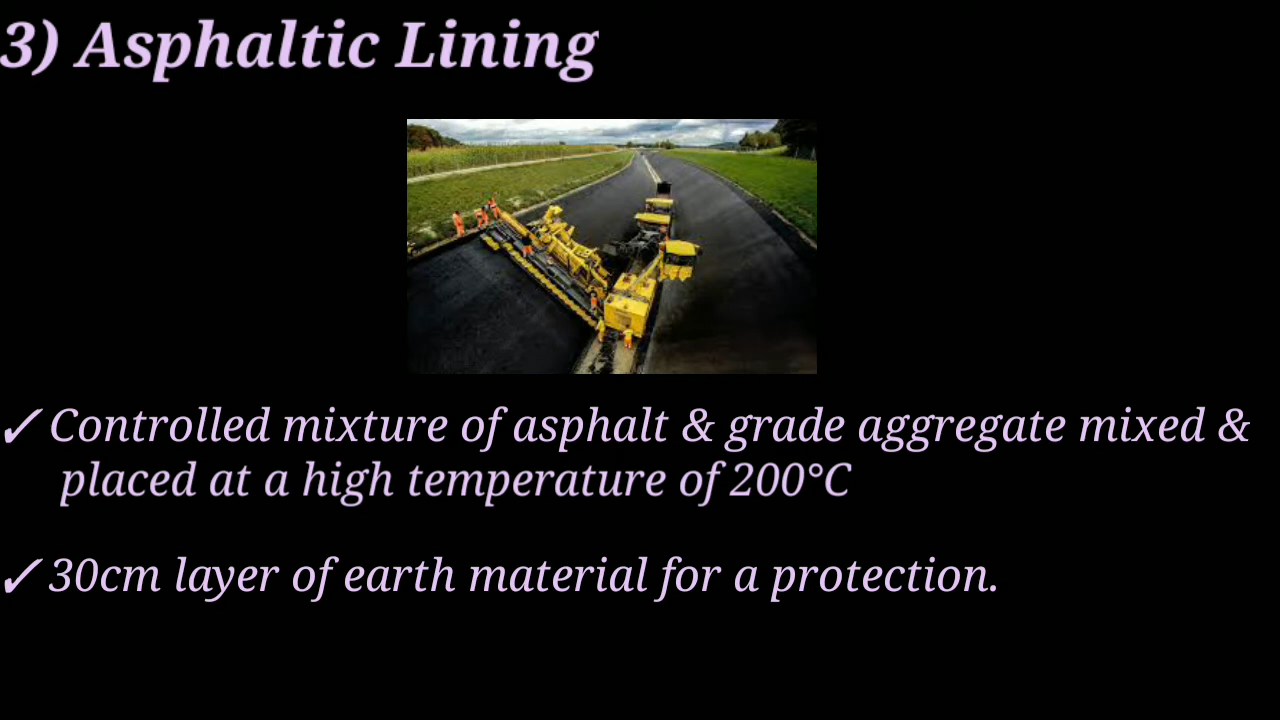 3) Asphaltic Lining
✓ Controlled mixture of asphalt & grade aggregate mixed &
placed at a high temperature of 200°C
✓ 30cm layer of earth material for a protection.